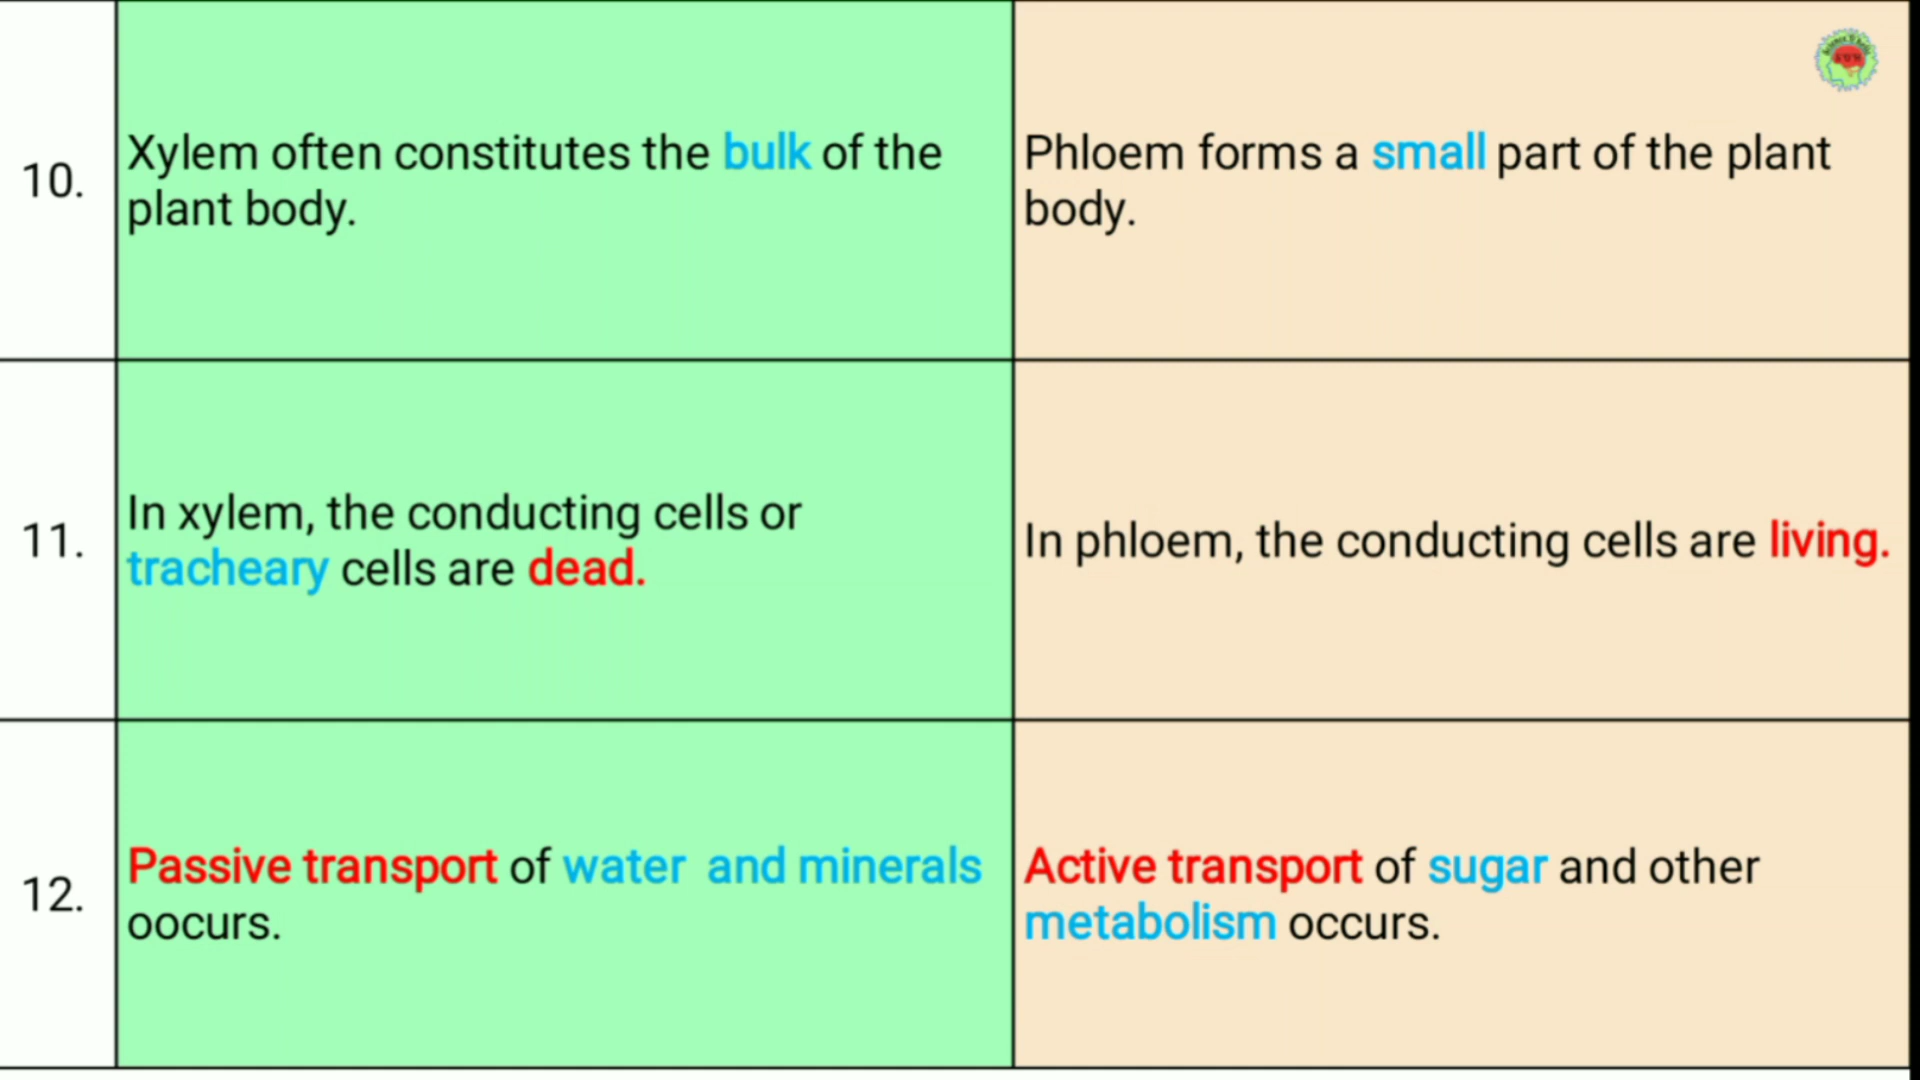 10.
Xylem often constitutes the bulk of the
plant body.
Phloem forms a small part of the plant
body.
11.
In xylem, the conducting cells or
tracheary cells are dead.
In phloem, the conducting cells are living.
12.
Passive transport of water  and minerals
oocurs.
Active transport of sugar and other
metabolism occurs.